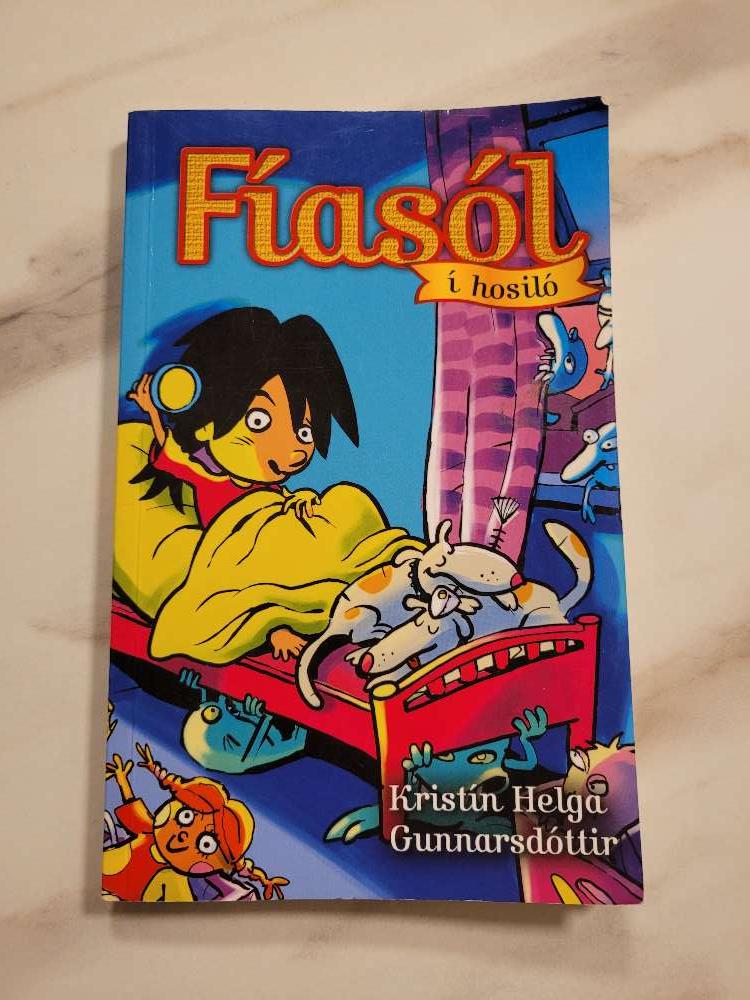 Fíasól
í hosiló
Kristín Helga
Gunnarsdóttir